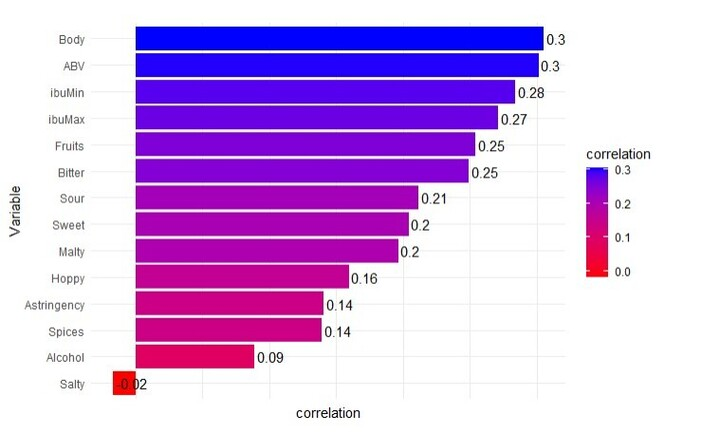 Body 0.3
ABV 0.3
ibuMin 0.28
ibuMax 0.27
Fruits 0.25
Bitter 0.25
Sour 0.21
Sweet 0.2
Malty 0.2
Hoppy 0.16
Astringency 0.14
Spices 0.14
Alcohol 0.09
Salty -0.02
Variable
correlation
correlation
0.3
0.2
0.1
0.0